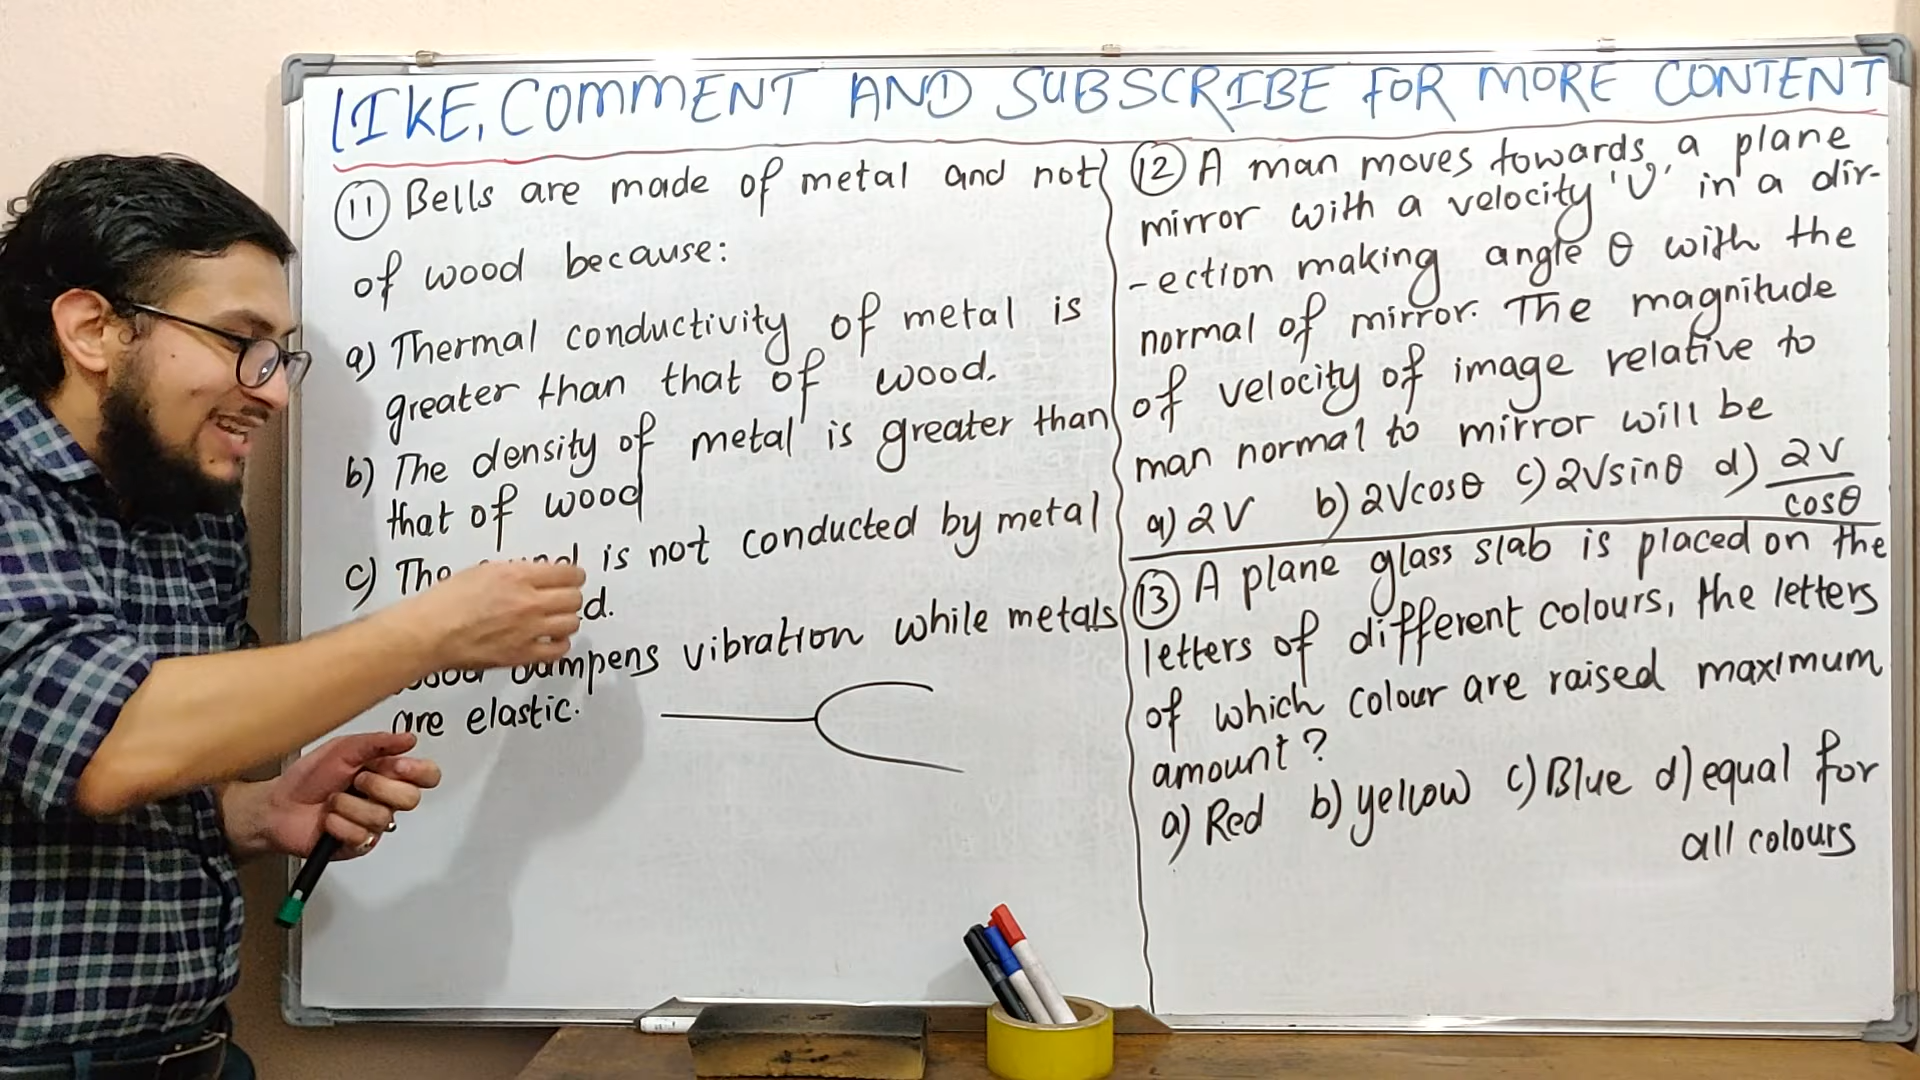 LIKE, COMMENT AND SUBSCRIBE FOR MORE CONTENT
11 Bells are made of metal and not
of wood because:
a) Thermal conductivity of metal is
greater than that of wood.
b) The density of metal is greater than
that of wood
c) The is not conducted by metal
dampens vibration while metals
are elastic.
12 A man moves towards a plane
mirror with a velocity 'V' in a dir-
-ection making angle θ with the
normal of mirror. The magnitude
of velocity of image relative to
man normal to mirror will be
a) 2V b) 2Vcosθ c) 2Vsinθ d) 2V/cosθ
13 A plane glass slab is placed on the
letters of different colours, the letters
of which colour are raised maximum
amount?
a) Red b) yellow c) Blue d) equal for
all colours